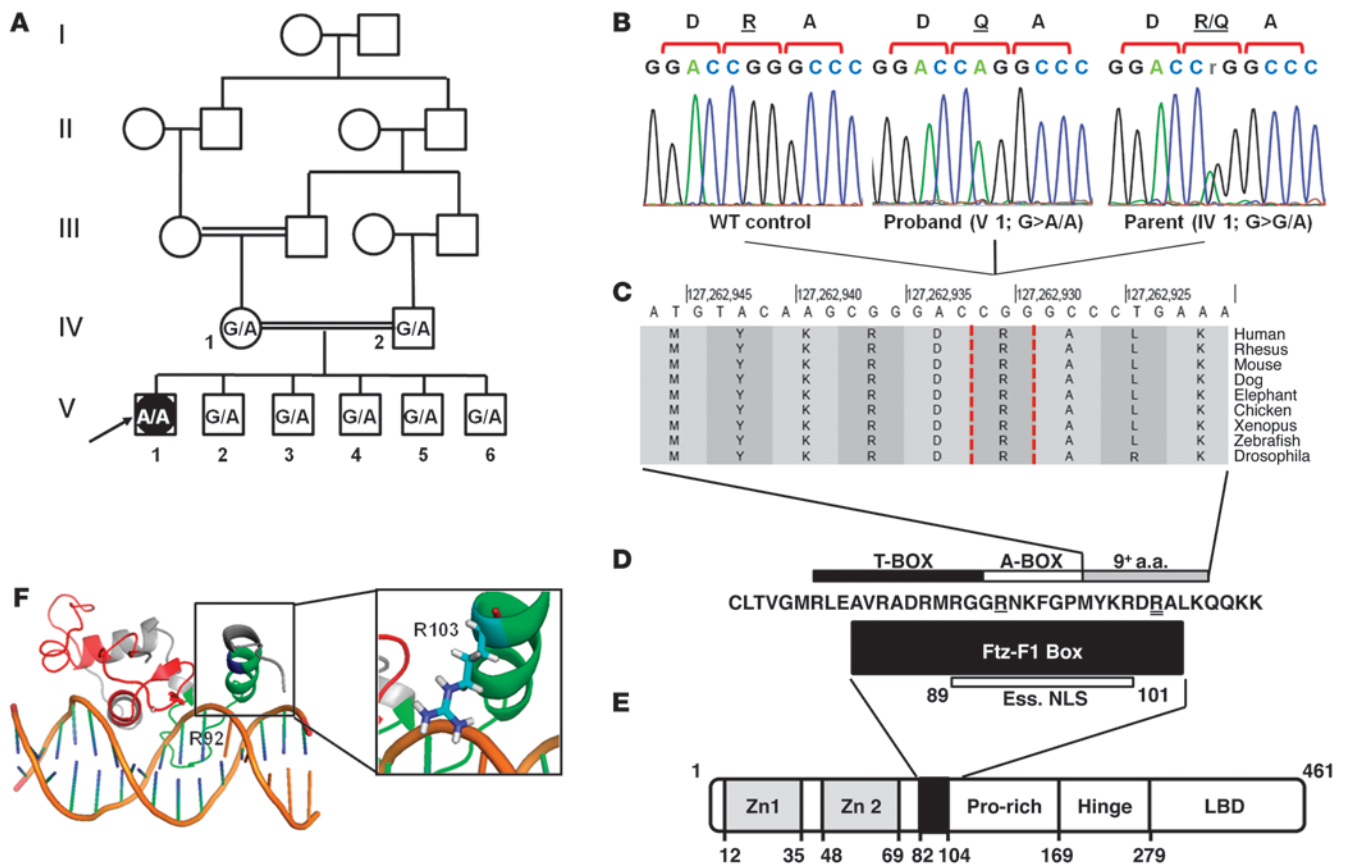 A
I
II
III
IV
V
G/A
G/A
1
2
A/A
G/A
G/A
G/A
G/A
G/A
1
2
3
4
5
6
B
D R A
D Q A
D R/Q A
G G A C C G G G C C C
G G A C C A G G C C C
G G A C C r G G C C C
WT control
Proband (V 1; G>A/A)
Parent (IV 1; G>G/A)
C
127,262,945 127,262,940 127,262,935 127,262,930 127,262,925
A T G T A C A A G C G G G A C C G G G C C C T G A A A
M Y K R D R A L K Human
M Y K R D R A L K Rhesus
M Y K R D R A L K Mouse
M Y K R D R A L K Dog
M Y K R D R A L K Elephant
M Y K R D R A L K Chicken
M Y K R D R A L K Xenopus
M Y K R D R A L K Zebrafish
M Y K R D R A R K Drosophila
D
T-BOX A-BOX 9+ a.a.
CLTVGMRLEAVRADRMRGGRNKFGPMYKRDRALKQQKK
Ftz-F1 Box
89 Ess. NLS 101
E
1 461
Zn1 Zn 2 Pro-rich Hinge LBD
12 35 48 69 82 104 169 279
F
R92
R103